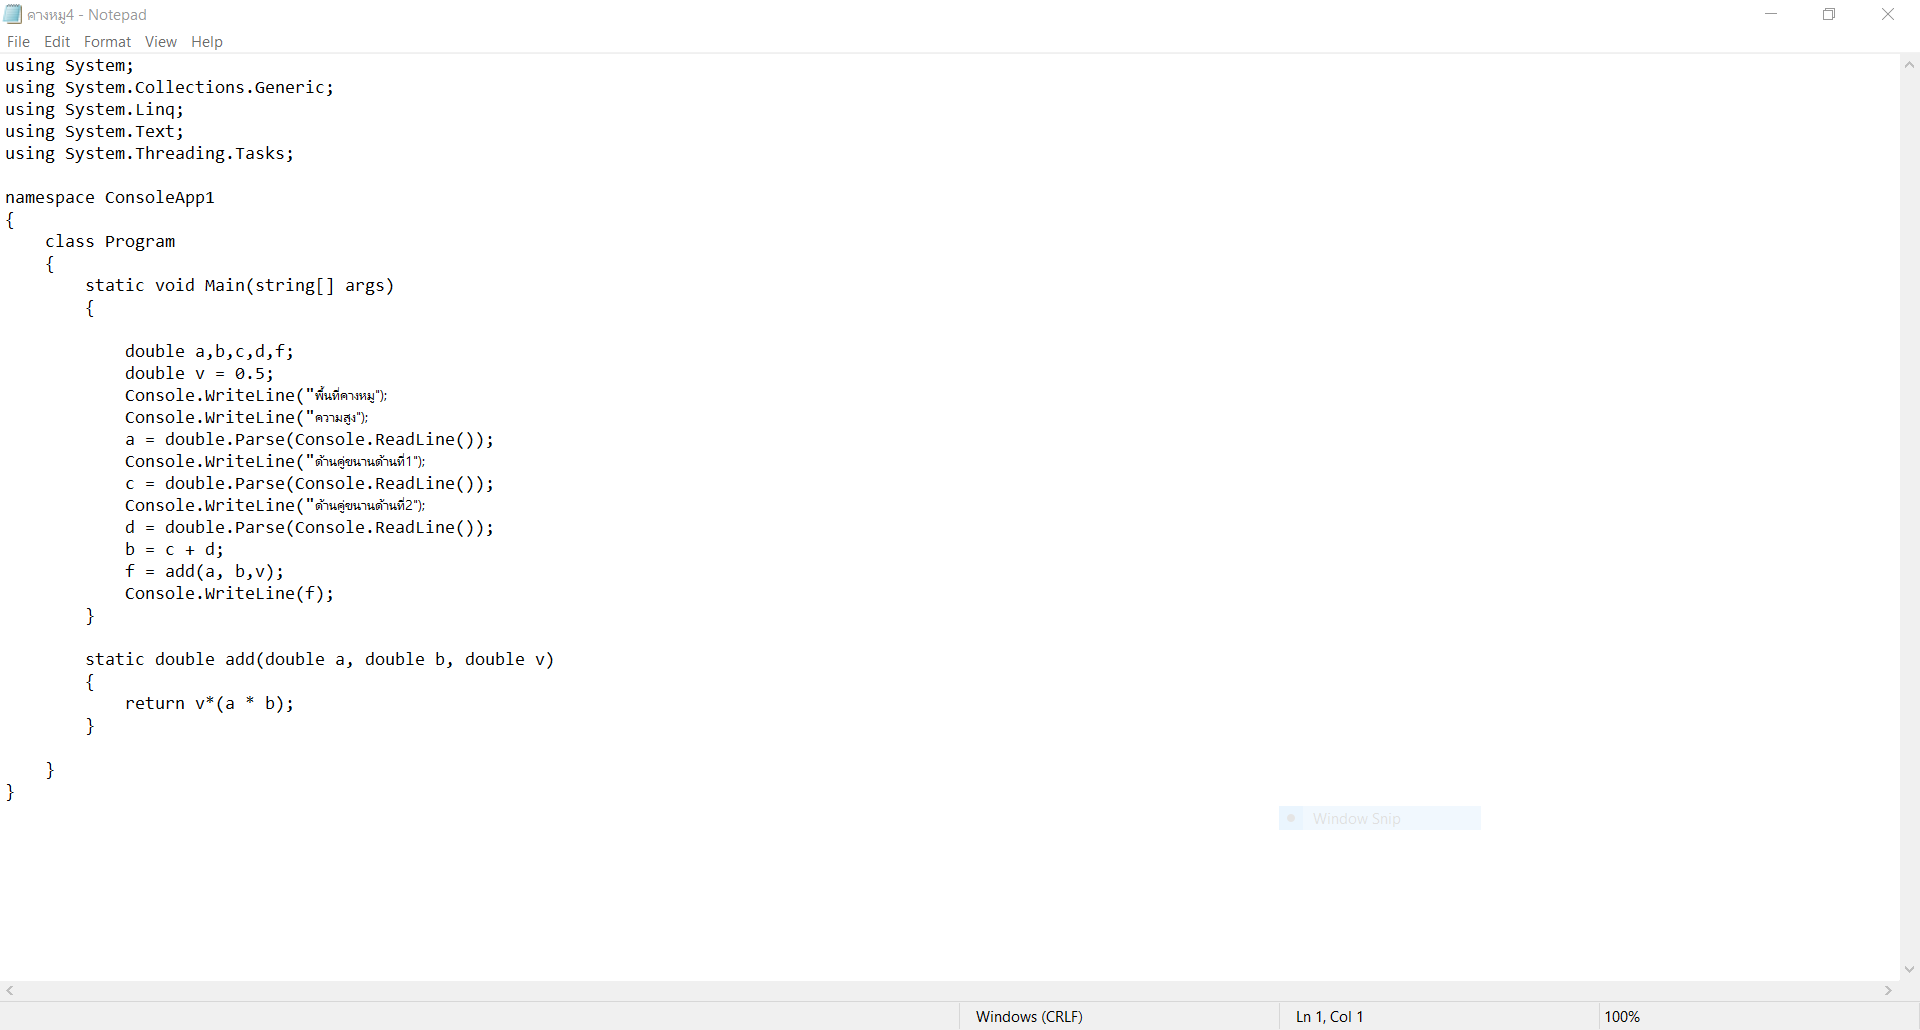 คางหมู4 - Notepad
File Edit Format View Help
using System;
using System.Collections.Generic;
using System.Linq;
using System.Text;
using System.Threading.Tasks;
namespace ConsoleApp1
{
class Program
{
static void Main(string[] args)
{
double a,b,c,d,f;
double v = 0.5;
Console.WriteLine("พื้นที่คางหมู");
Console.WriteLine("ความสูง");
a = double.Parse(Console.ReadLine());
Console.WriteLine("ด้านคู่ขนานด้านที่1");
c = double.Parse(Console.ReadLine());
Console.WriteLine("ด้านคู่ขนานด้านที่2");
d = double.Parse(Console.ReadLine());
b = c + d;
f = add(a, b,v);
Console.WriteLine(f);
}
static double add(double a, double b, double v)
{
return v*(a * b);
}
}
}
Window Snip
Windows (CRLF) Ln 1, Col 1 100%